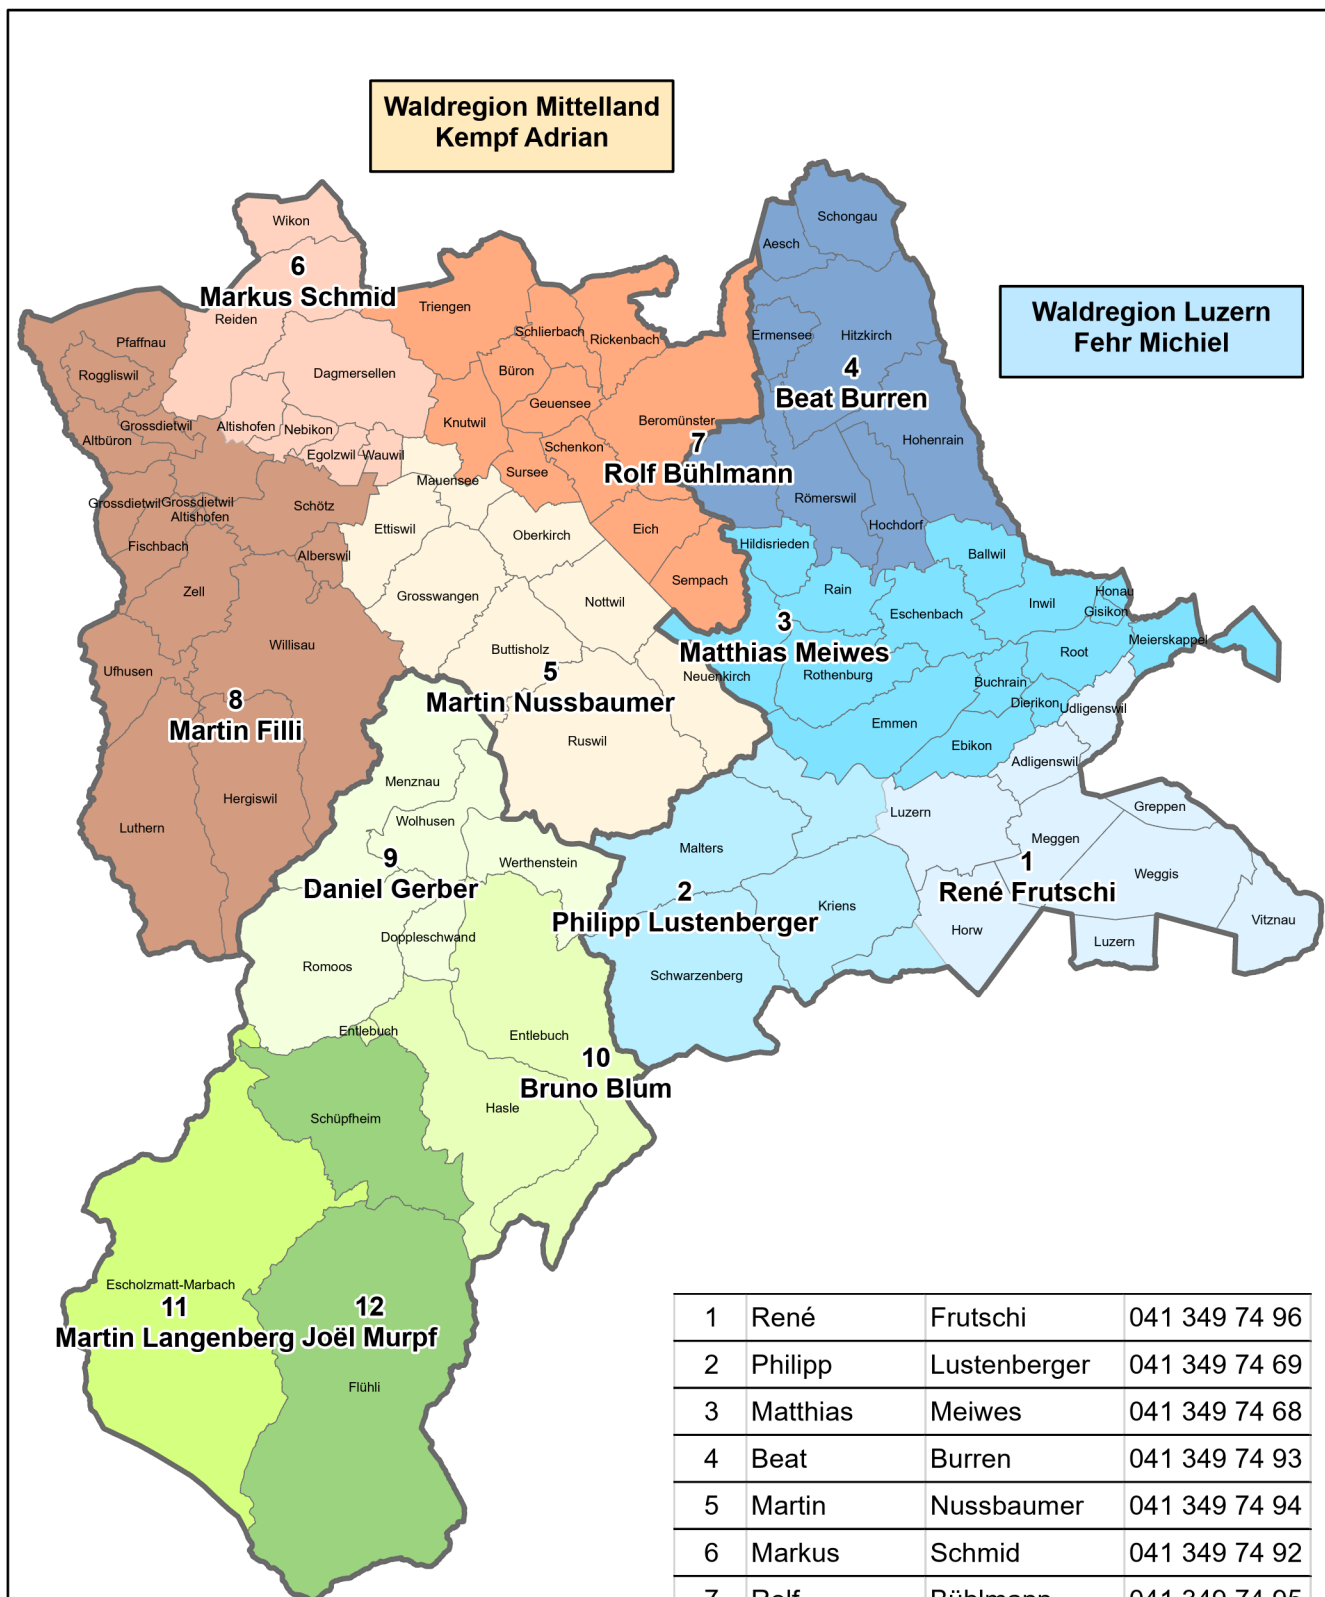 Waldregion Mittelland
Kempf Adrian
Waldregion Luzern
Fehr Michiel
Wikon
6
Markus Schmid
Reiden
Pfaffnau
Roggliswil
Dagmersellen
Grossdietwil
Altbüron
Altishofen
Nebikon
Egolzwil
Wauwil
Triengen
Schlierbach
Rickenbach
Büron
Geuensee
Knutwil
Schenkon
Sursee
Beromünster
7
Rolf Bühlmann
Eich
Sempach
Schongau
Aesch
Ermensee
Hitzkirch
4
Beat Burren
Hohenrain
Römerswil
Hochdorf
Grossdietwil
Grossdietwil
Altishofen
Schötz
Fischbach
Alberswil
Zell
Willisau
Ufhusen
8
Martin Filli
Hergiswil
Luthern
Mauensee
Ettiswil
Oberkirch
Grosswangen
Nottwil
Buttisholz
5
Martin Nussbaumer
Ruswil
Hildisrieden
Ballwil
Rain
Eschenbach
Inwil
Honau
Gisikon
Meierskappel
3
Matthias Meiwes
Neuenkirch
Rothenburg
Root
Buchrain
Dierikon
Udligenswil
Emmen
Ebikon
Adligenswil
Menznau
Wolhusen
Werthenstein
9
Daniel Gerber
Doppleschwand
Romoos
Malters
2
Philipp Lustenberger
Kriens
Schwarzenberg
Luzern
Greppen
Meggen
1
René Frutschi
Weggis
Horw
Luzern
Vitznau
Entlebuch
Entlebuch
10
Bruno Blum
Hasle
Schüpfheim
Escholzmatt-Marbach
11
Martin Langenberg
12
Joël Murpf
Flühli
1 René Frutschi 041 349 74 96
2 Philipp Lustenberger 041 349 74 69
3 Matthias Meiwes 041 349 74 68
4 Beat Burren 041 349 74 93
5 Martin Nussbaumer 041 349 74 94
6 Markus Schmid 041 349 74 92
7 Rolf Bühlmann 041 349 74 95